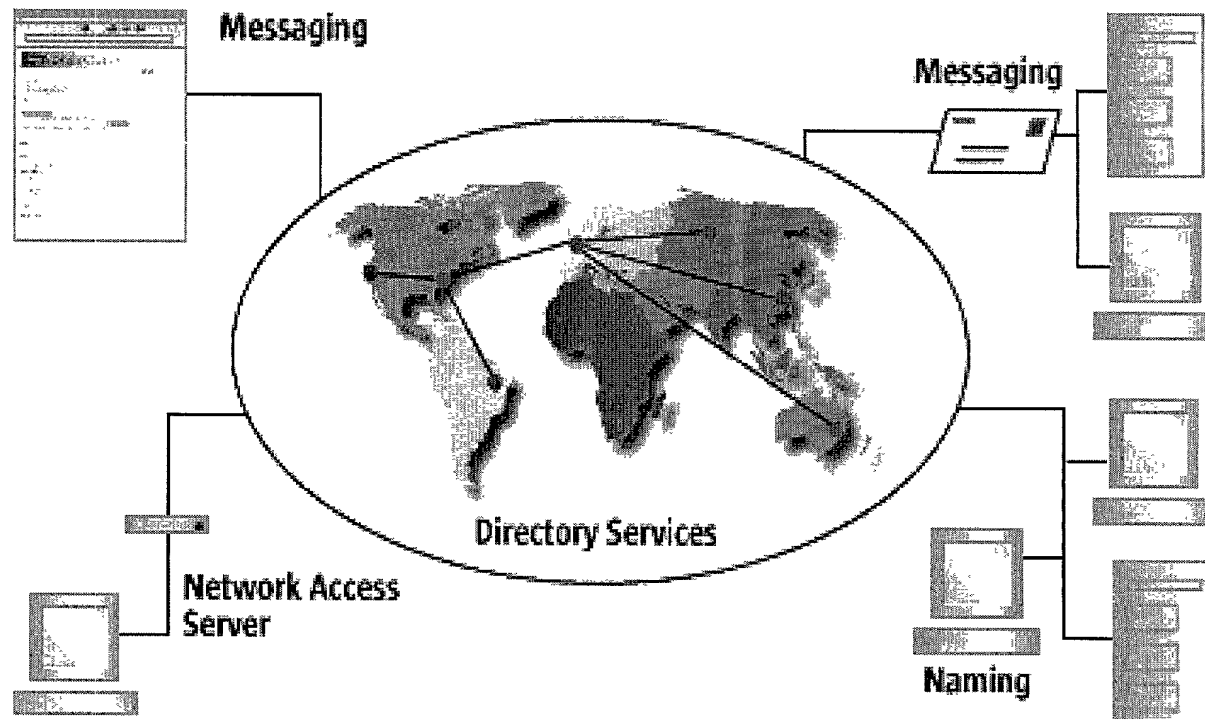 Messaging
Messaging
Directory Services
Network Access
Server
Naming